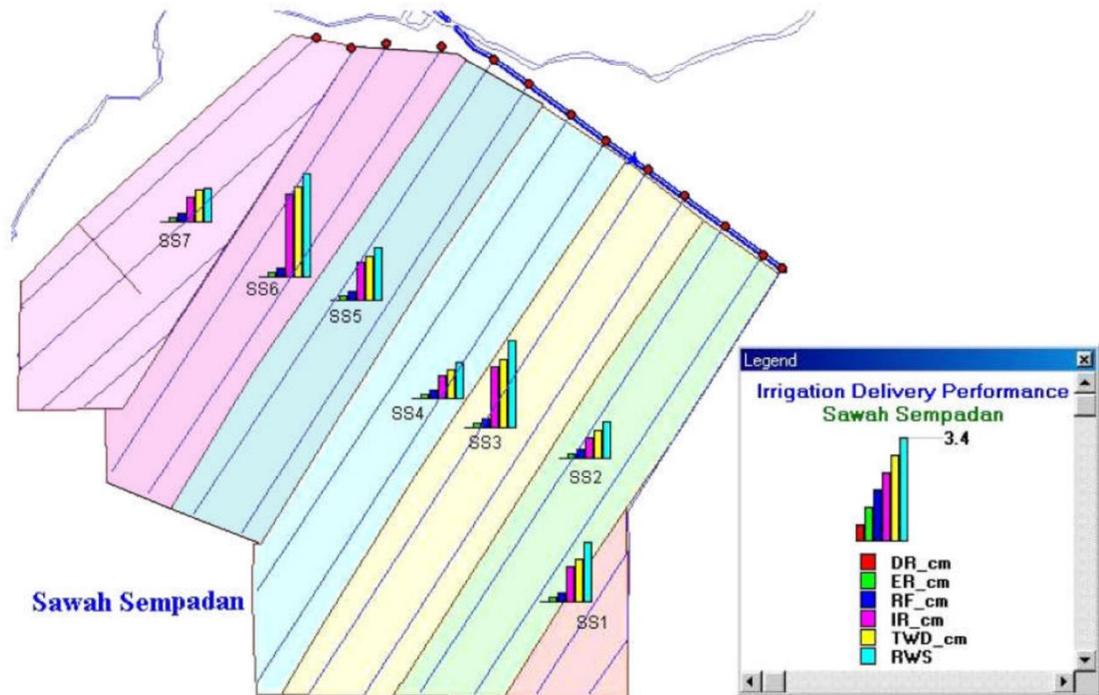 SS7
SS6
SS5
SS4
SS3
SS2
SS1
Sawah Sempadan
Legend
Irrigation Delivery Performance
Sawah Sempadan
3.4
DR_cm
ER_cm
RF_cm
IR_cm
TWD_cm
RWS